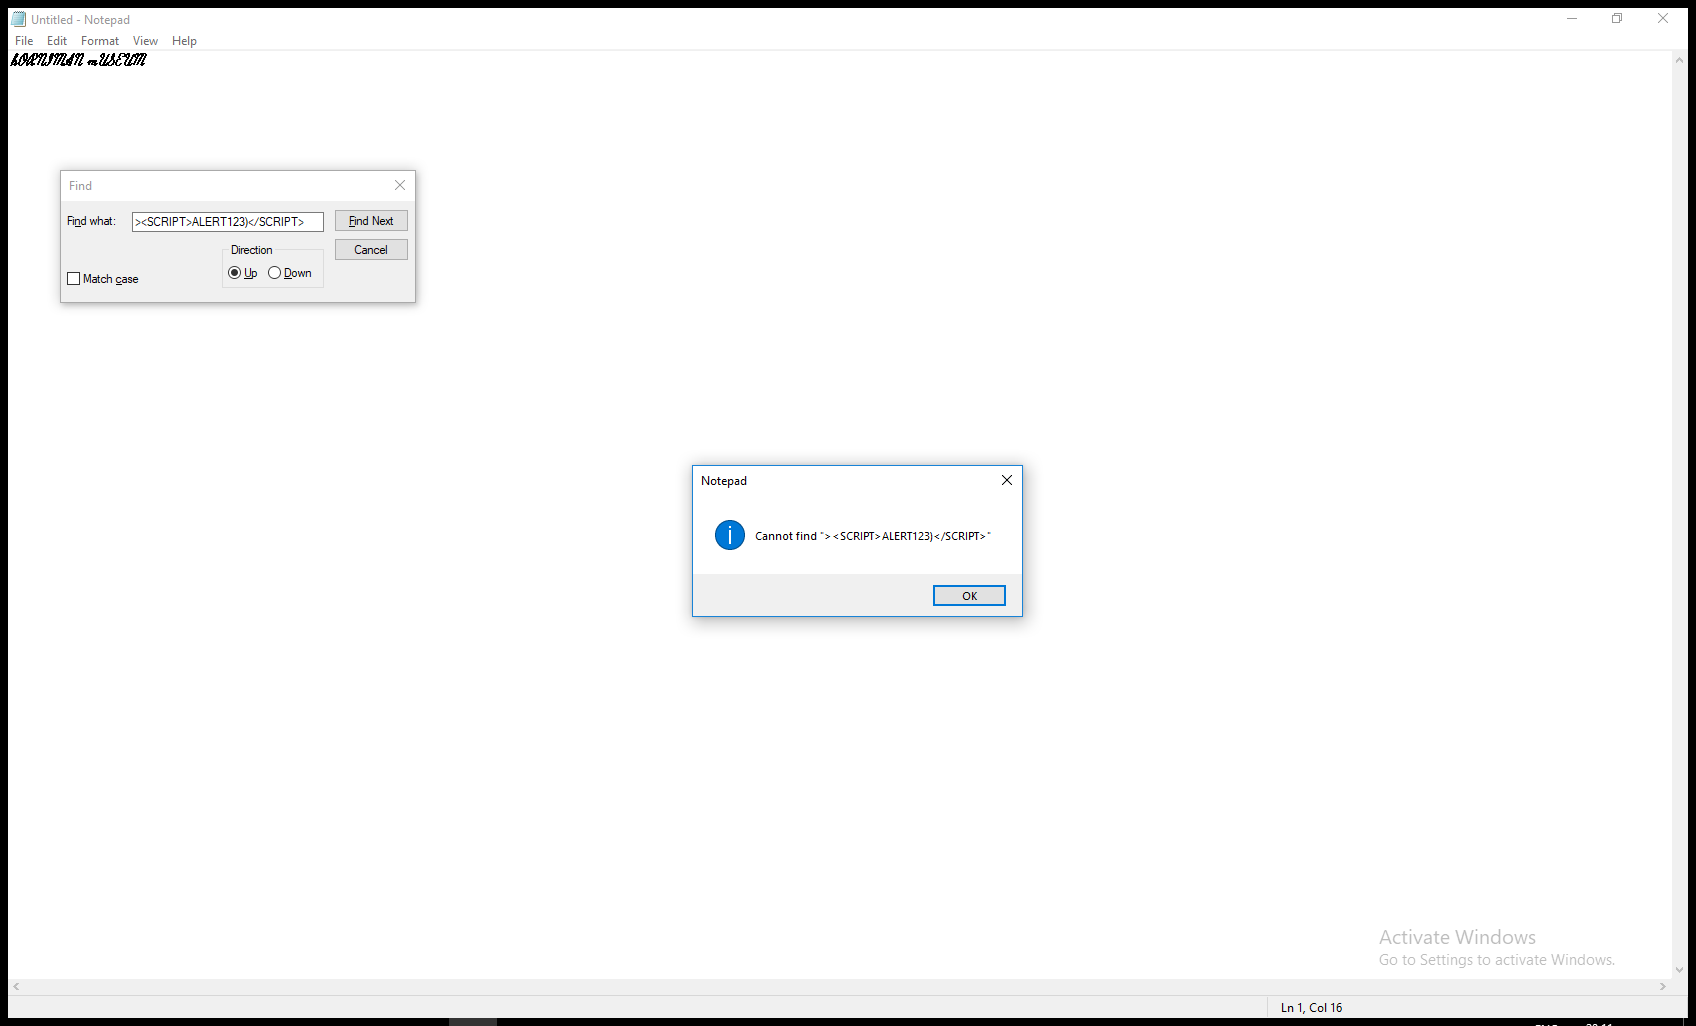 Untitled - Notepad
File Edit Format View Help
hORNIMAN mUSEUM
Find
Find what: ><SCRIPT>ALERT123)</SCRIPT> Find Next
Direction Cancel
Up Down
Match case
Notepad
Cannot find "><SCRIPT>ALERT123)</SCRIPT>"
OK
Activate Windows
Go to Settings to activate Windows.
Ln 1, Col 16